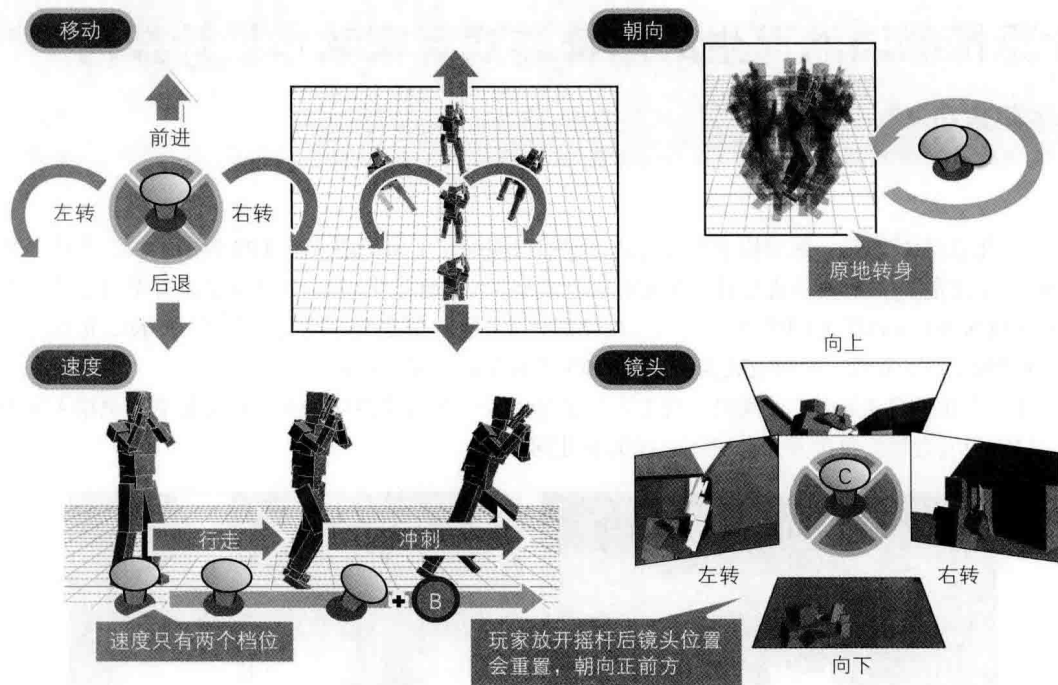 移动
前进
左转
右转
后退
朝向
原地转身
速度
行走
冲刺
B
速度只有两个档位
镜头
向上
C
左转
右转
向下
玩家放开摇杆后镜头位置
会重置，朝向正前方